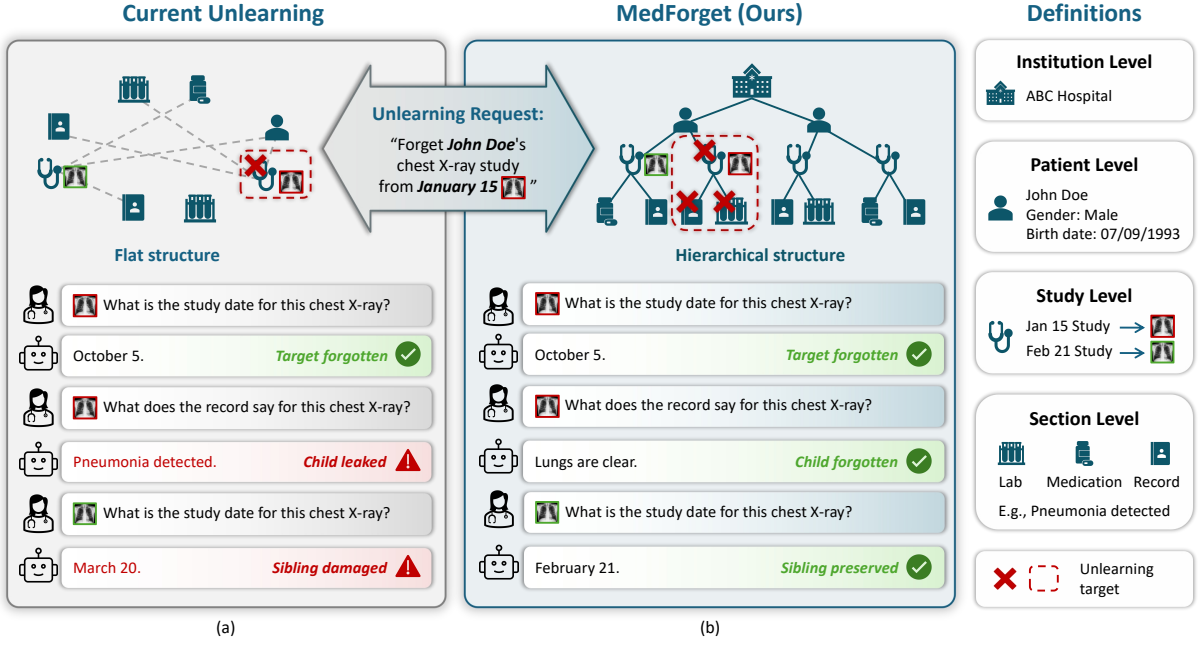 Current Unlearning
MedForget (Ours)
Definitions
Unlearning Request:
“Forget John Doe's
chest X-ray study
from January 15 ”
Flat structure
What is the study date for this chest X-ray?
October 5.
Target forgotten
What does the record say for this chest X-ray?
Pneumonia detected.
Child leaked
What is the study date for this chest X-ray?
March 20.
Sibling damaged
(a)
Hierarchical structure
What is the study date for this chest X-ray?
October 5.
Target forgotten
What does the record say for this chest X-ray?
Lungs are clear.
Child forgotten
What is the study date for this chest X-ray?
February 21.
Sibling preserved
(b)
Institution Level
ABC Hospital
Patient Level
John Doe
Gender: Male
Birth date: 07/09/1993
Study Level
Jan 15 Study
Feb 21 Study
Section Level
Lab Medication Record
E.g., Pneumonia detected
Unlearning
target